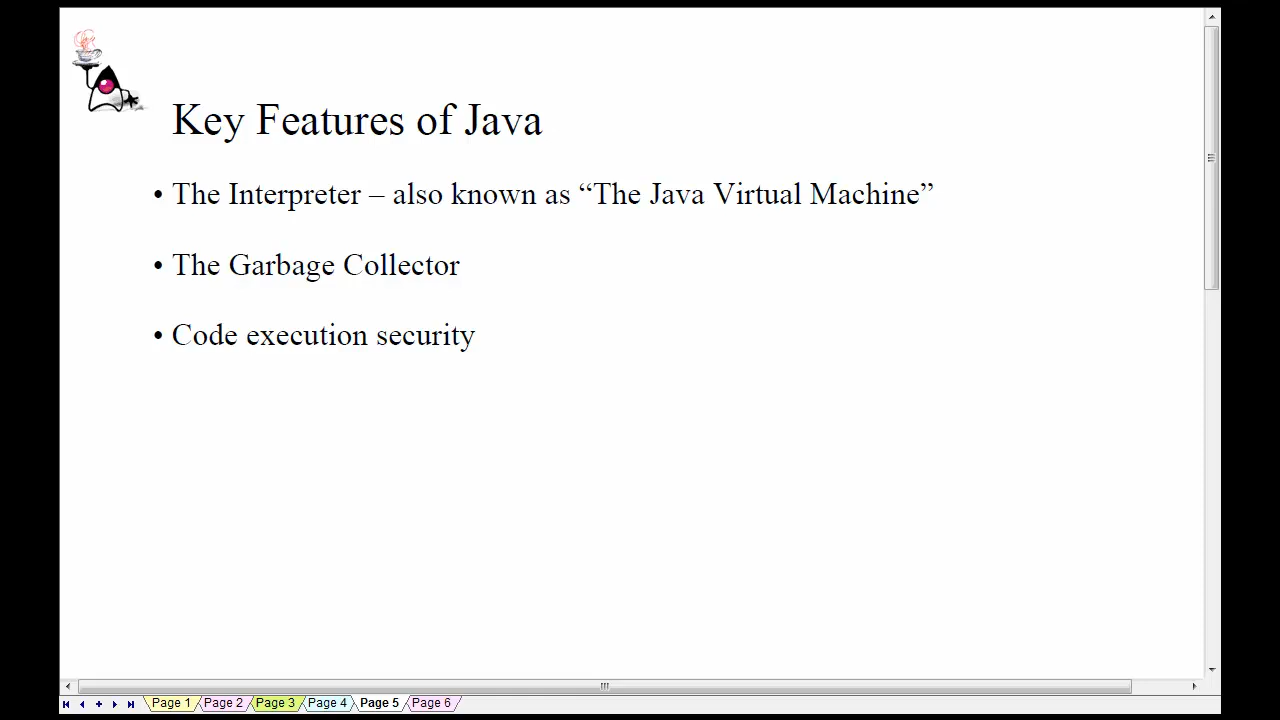 Key Features of Java
• The Interpreter – also known as “The Java Virtual Machine”
• The Garbage Collector
• Code execution security
Page 1 Page 2 Page 3 Page 4 Page 5 Page 6